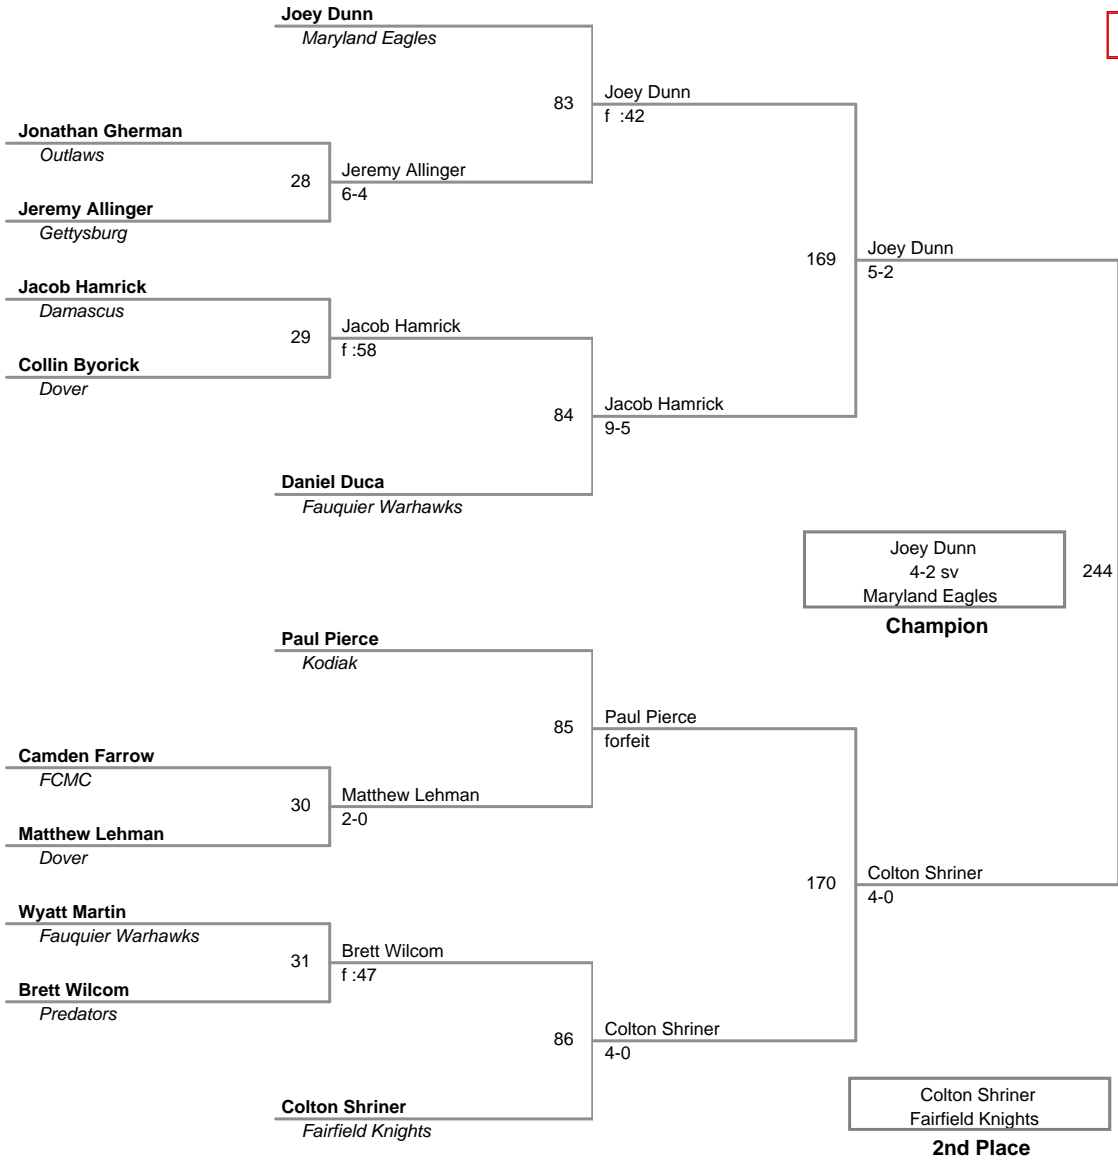 Joey Dunn
Maryland Eagles
83
Joey Dunn
f :42
Jonathan Gherman
Outlaws
28
Jeremy Allinger
6-4
Jeremy Allinger
Gettysburg
169
Joey Dunn
5-2
Jacob Hamrick
Damascus
29
Jacob Hamrick
f :58
Collin Byorick
Dover
84
Jacob Hamrick
9-5
Daniel Duca
Fauquier Warhawks
Joey Dunn
4-2 sv
Maryland Eagles
244
Champion
Paul Pierce
Kodiak
85
Paul Pierce
forfeit
Camden Farrow
FCMC
30
Matthew Lehman
2-0
Matthew Lehman
Dover
170
Colton Shriner
4-0
Wyatt Martin
Fauquier Warhawks
31
Brett Wilcom
f :47
Brett Wilcom
Predators
86
Colton Shriner
4-0
Colton Shriner
Fairfield Knights
Colton Shriner
Fairfield Knights
2nd Place